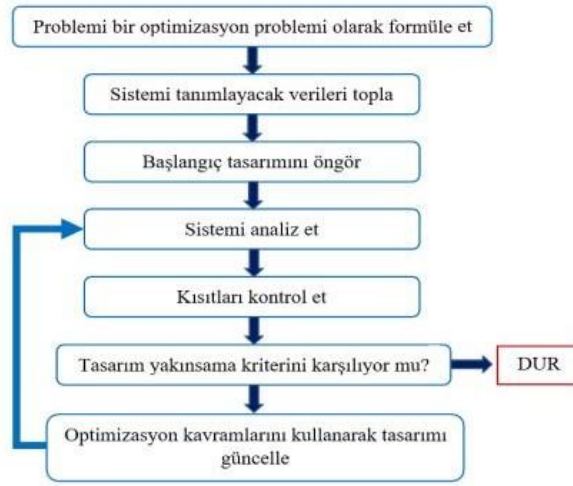 Problemi bir optimizasyon problemi olarak formüle et
Sistemi tanımlayacak verileri topla
Başlangıç tasarımını öngör
Sistemi analiz et
Kısıtları kontrol et
Tasarım yakınsama kriterini karşılıyor mu?
DUR
Optimizasyon kavramlarını kullanarak tasarımı
güncelle